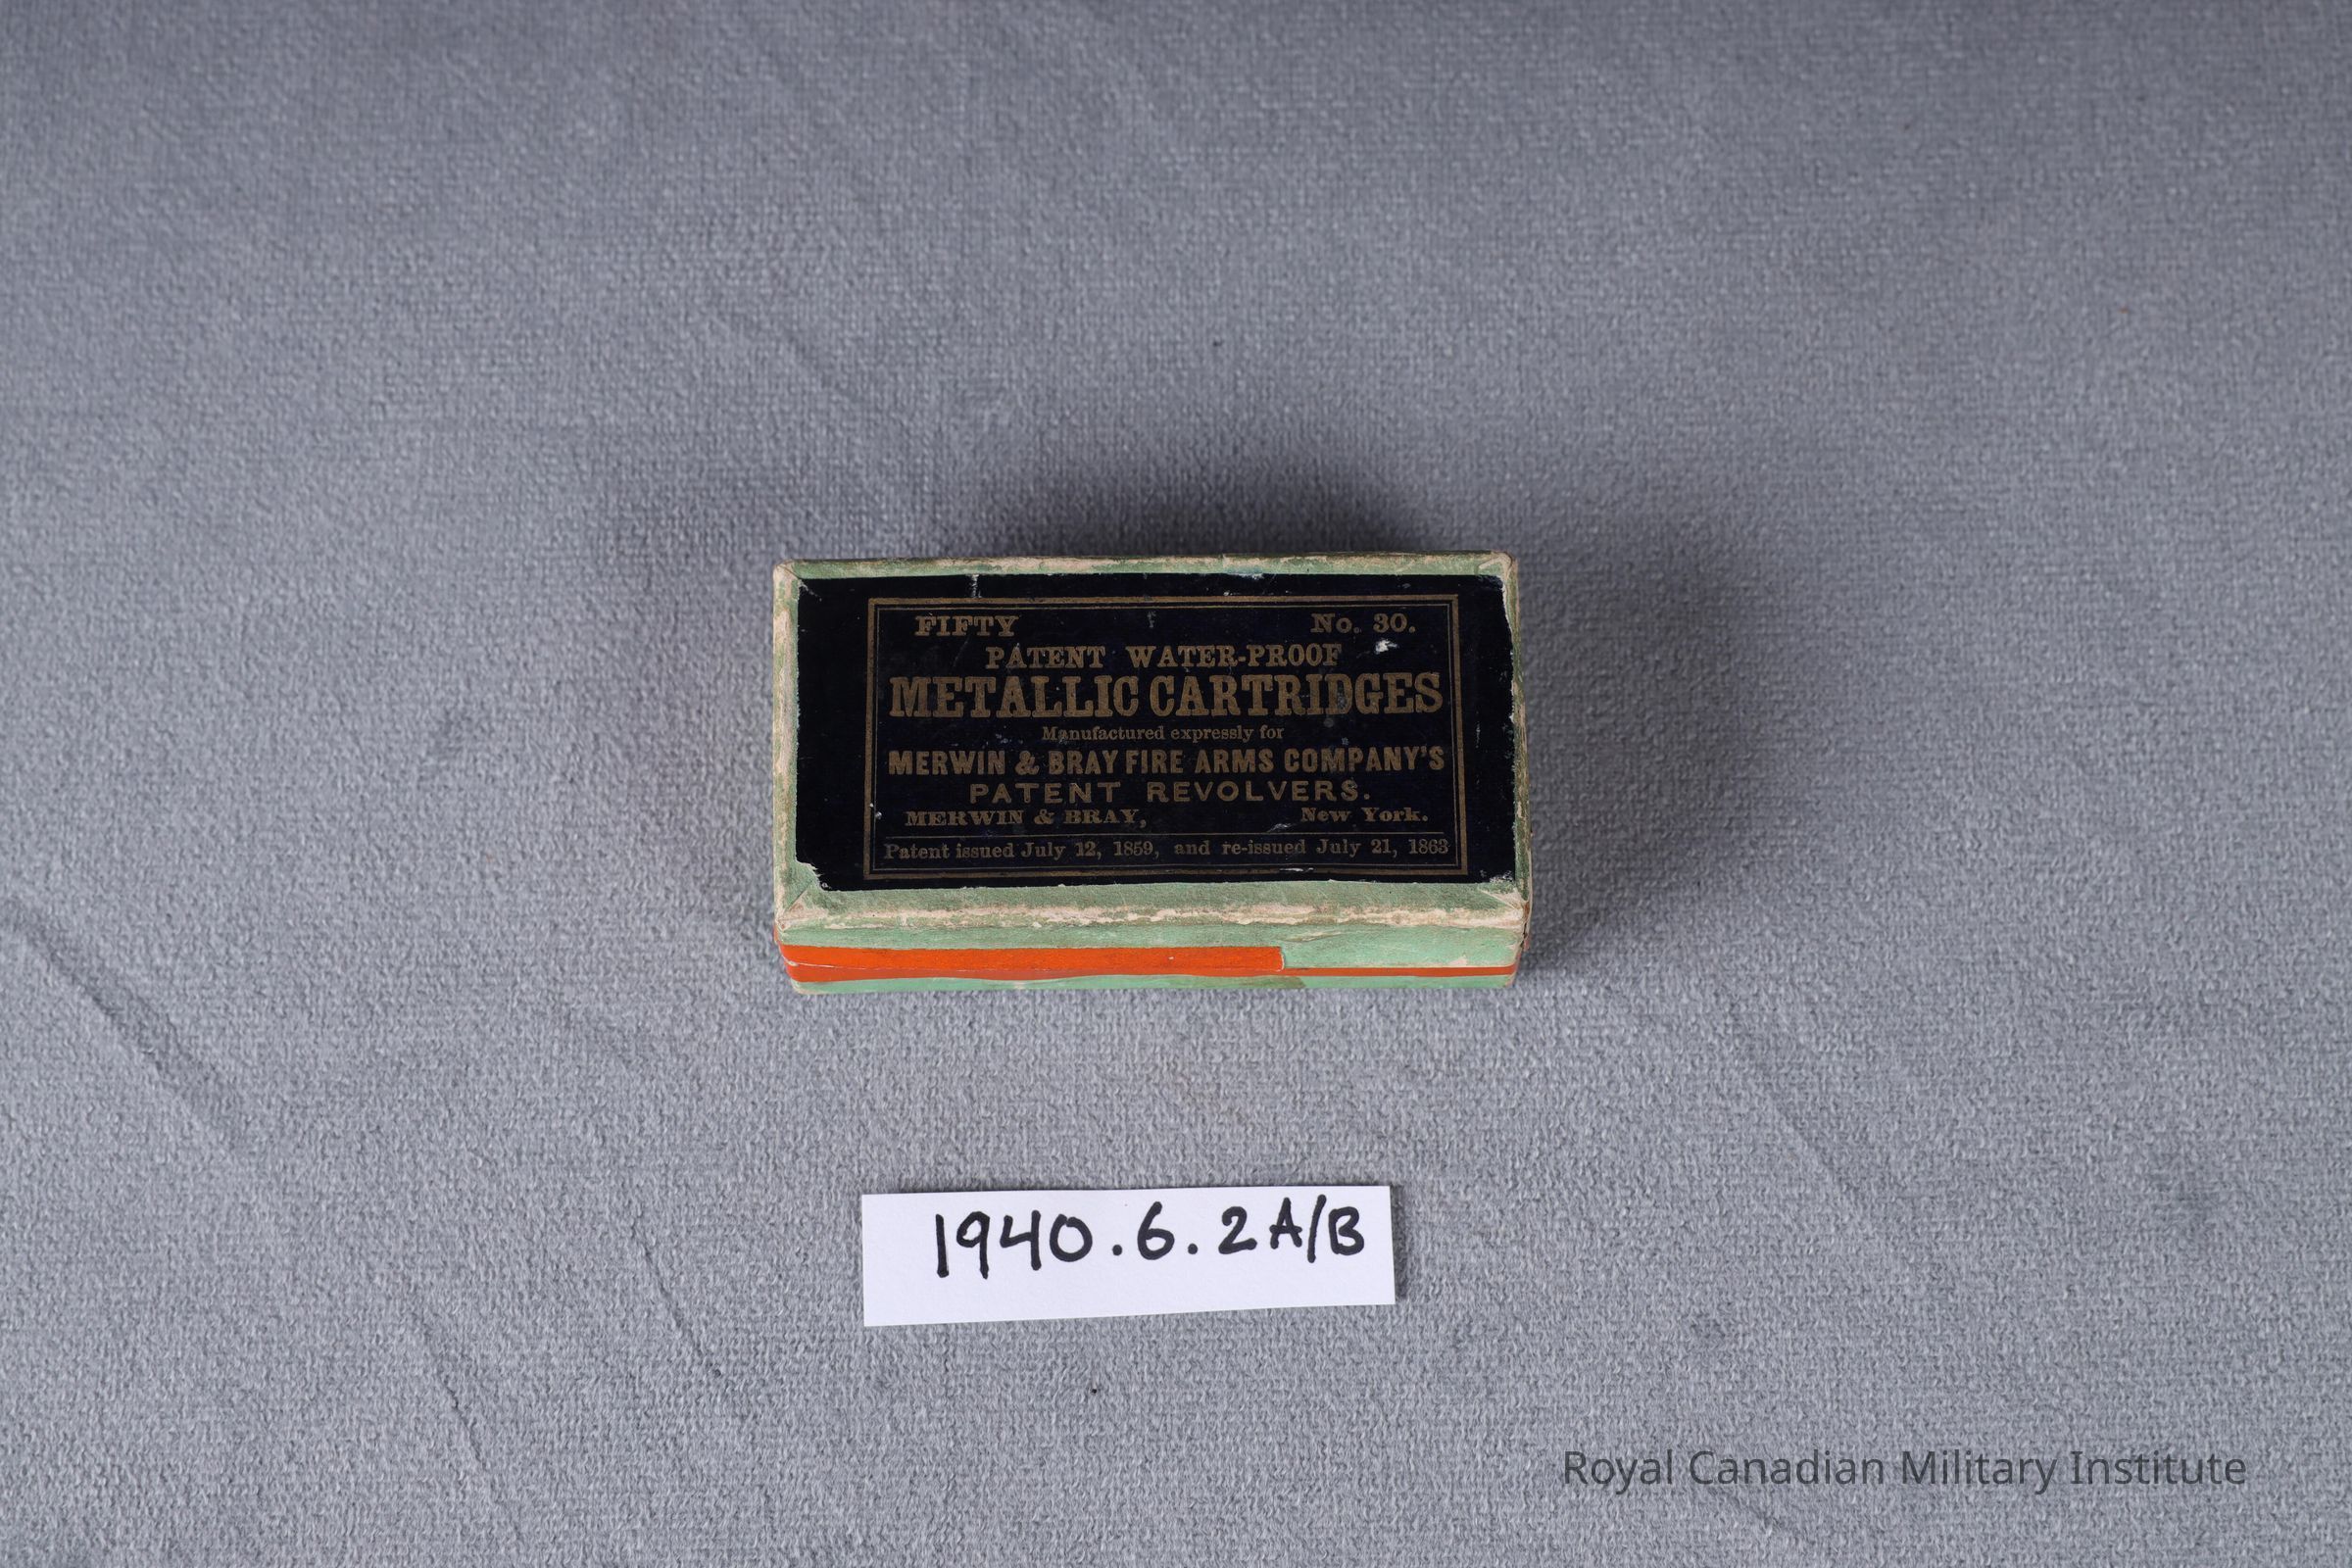 FIFTY No. 30.
PATENT WATER-PROOF
METALLIC CARTRIDGES
Manufactured expressly for
MERWIN & BRAY FIRE ARMS COMPANY'S
PATENT REVOLVERS.
MERWIN & BRAY, New York.
Patent issued July 12, 1859, and re-issued July 21, 1863
1940.6.2A/B
Royal Canadian Military Institute